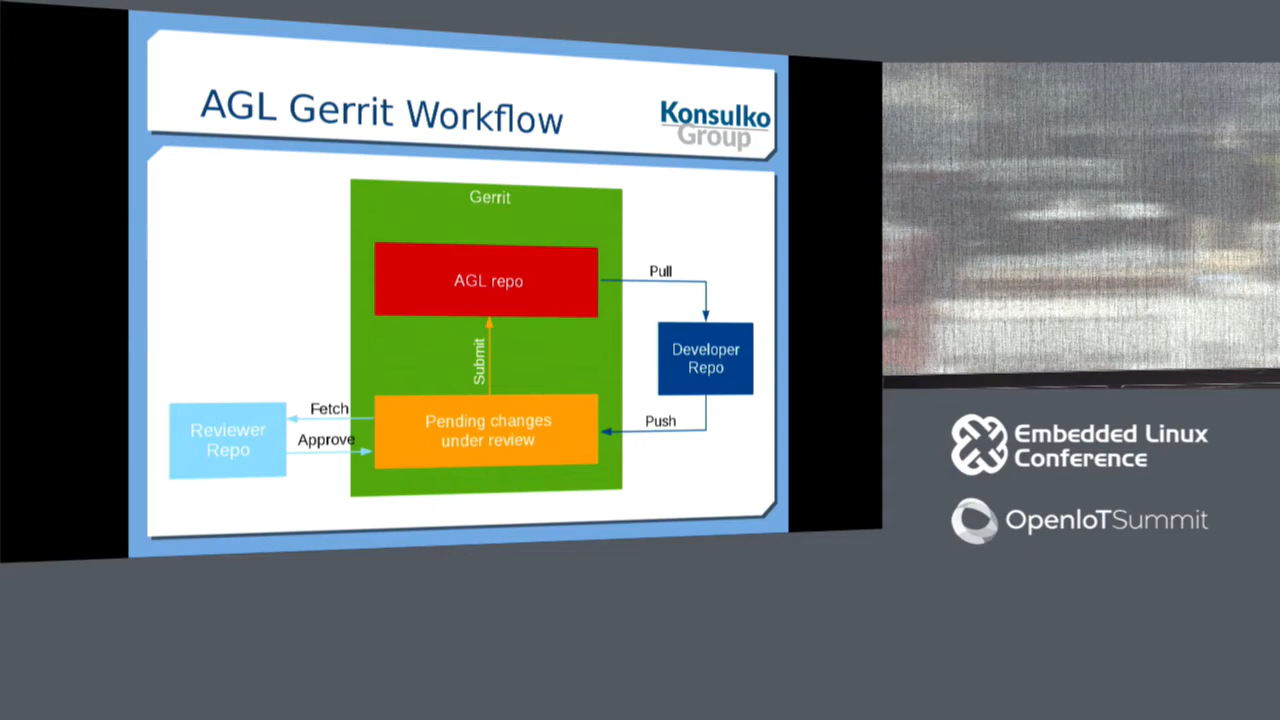 AGL Gerrit Workflow
Konsulko
Group
Gerrit
AGL repo
Pull
Submit
Developer
Repo
Fetch
Reviewer
Repo
Approve
Pending changes
under review
Push
Embedded Linux
Conference
OpenIoTSummit